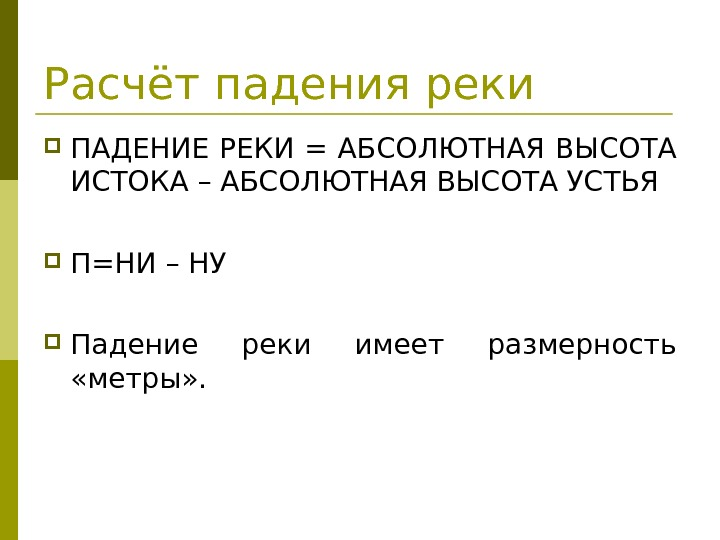 Расчёт падения реки
ПАДЕНИЕ РЕКИ = АБСОЛЮТНАЯ ВЫСОТА
ИСТОКА – АБСОЛЮТНАЯ ВЫСОТА УСТЬЯ
П=НИ – НУ
Падение реки имеет размерность
«метры».